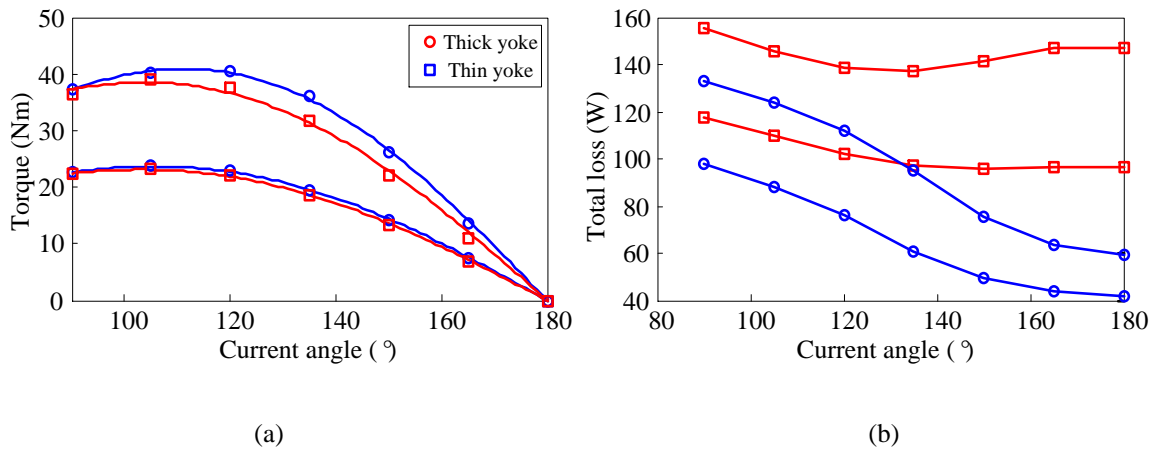 50
40
30
20
10
0
Torque (Nm)
Thick yoke
Thin yoke
100 120 140 160 180
Current angle ( °)
(a)
160
140
120
100
80
60
40
Total loss (W)
80 100 120 140 160 180
Current angle ( °)
(b)